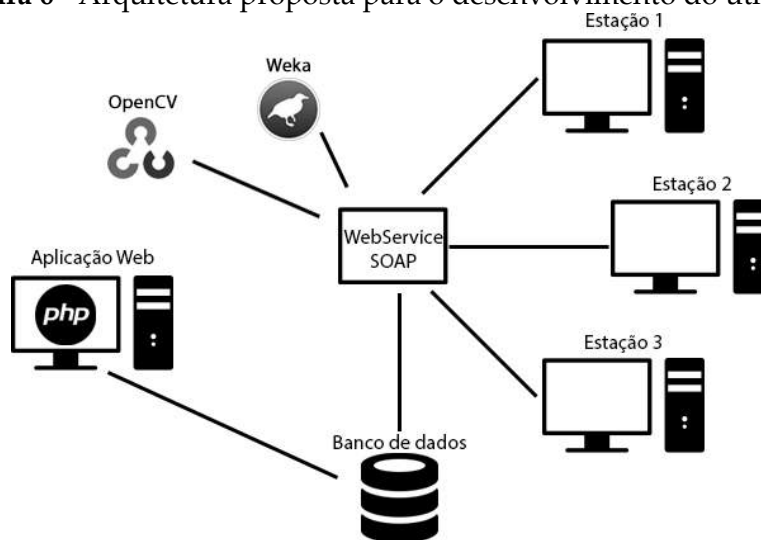 Arquitetura proposta para o desenvolvimento do
Estação 1
Weka
OpenCV
Estação 2
WebService
SOAP
Aplicação Web
php
Estação 3
Banco de dados